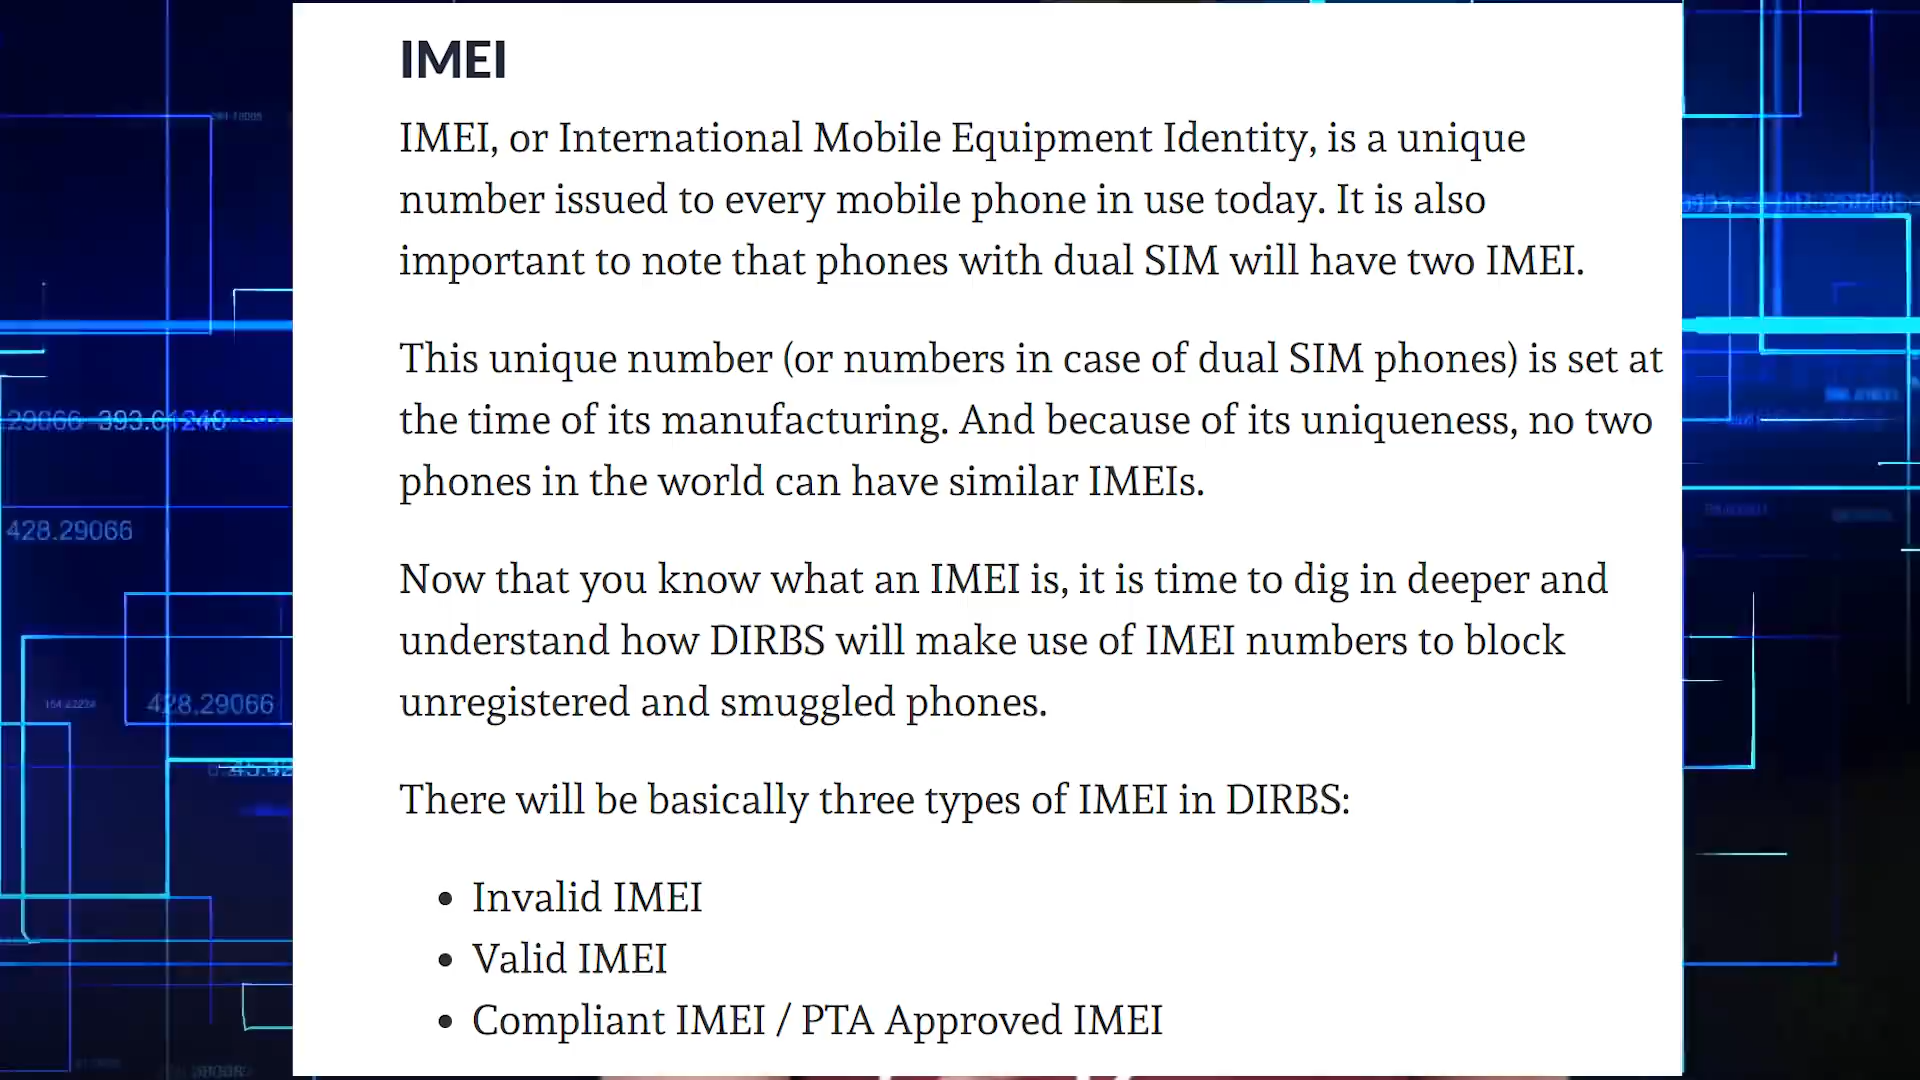 IMEI
IMEI, or International Mobile Equipment Identity, is a unique
number issued to every mobile phone in use today. It is also
important to note that phones with dual SIM will have two IMEI.
This unique number (or numbers in case of dual SIM phones) is set at
the time of its manufacturing. And because of its uniqueness, no two
phones in the world can have similar IMEIs.
Now that you know what an IMEI is, it is time to dig in deeper and
understand how DIRBS will make use of IMEI numbers to block
unregistered and smuggled phones.
There will be basically three types of IMEI in DIRBS:
• Invalid IMEI
• Valid IMEI
• Compliant IMEI / PTA Approved IMEI
29066 393.61240
428.29066
428.29066